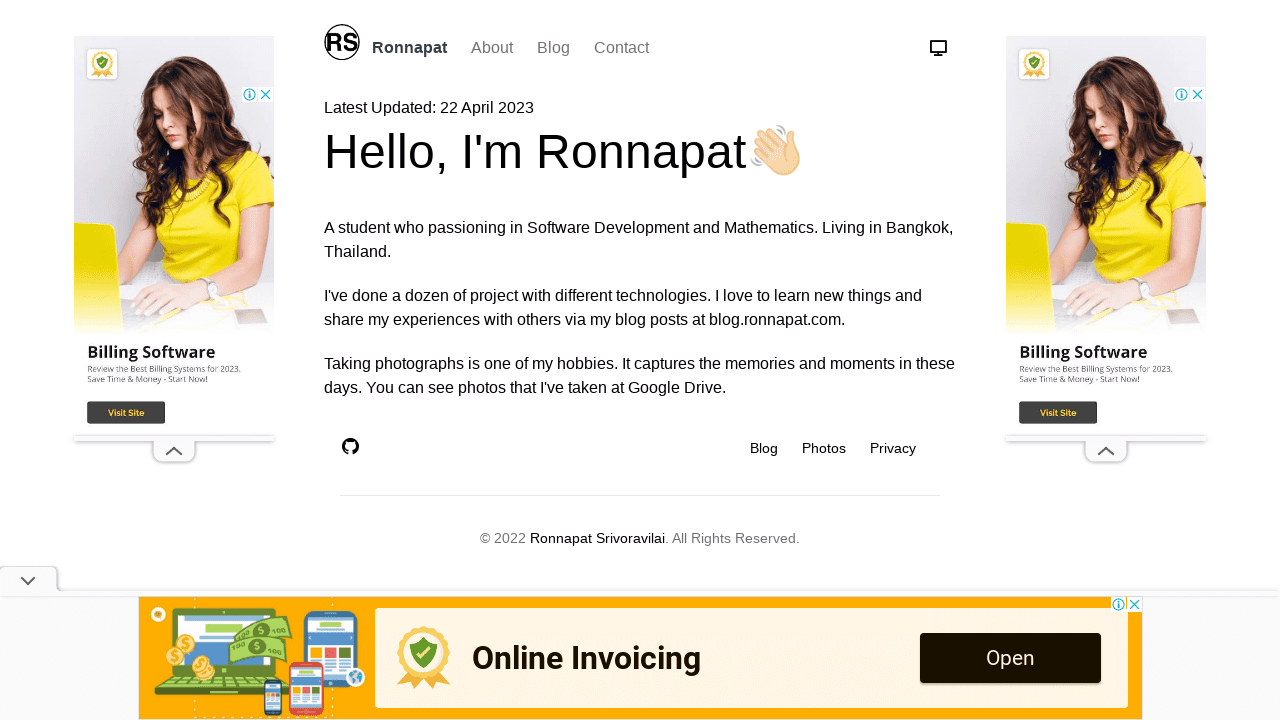 RS Ronnapat About Blog Contact
Latest Updated: 22 April 2023
Hello, I'm Ronnapat
A student who passioning in Software Development and Mathematics. Living in Bangkok,
Thailand.
I've done a dozen of project with different technologies. I love to learn new things and
share my experiences with others via my blog posts at blog.ronnapat.com.
Taking photographs is one of my hobbies. It captures the memories and moments in these
days. You can see photos that I've taken at Google Drive.
Blog Photos Privacy
© 2022 Ronnapat Srivoravilai. All Rights Reserved.
Billing Software
Review the Best Billing Systems for 2023.
Save Time & Money - Start Now!
Visit Site
Billing Software
Review the Best Billing Systems for 2023.
Save Time & Money - Start Now!
Visit Site
100
100
Online Invoicing
Open